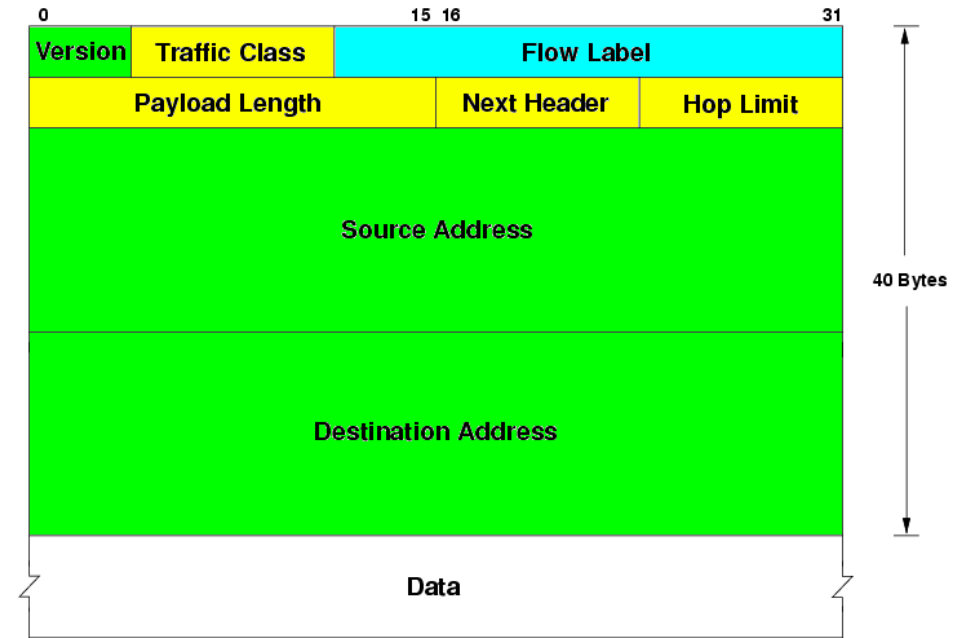 0 15 16 31
Version Traffic Class Flow Label
Payload Length Next Header Hop Limit
Source Address
40 Bytes
Destination Address
Data